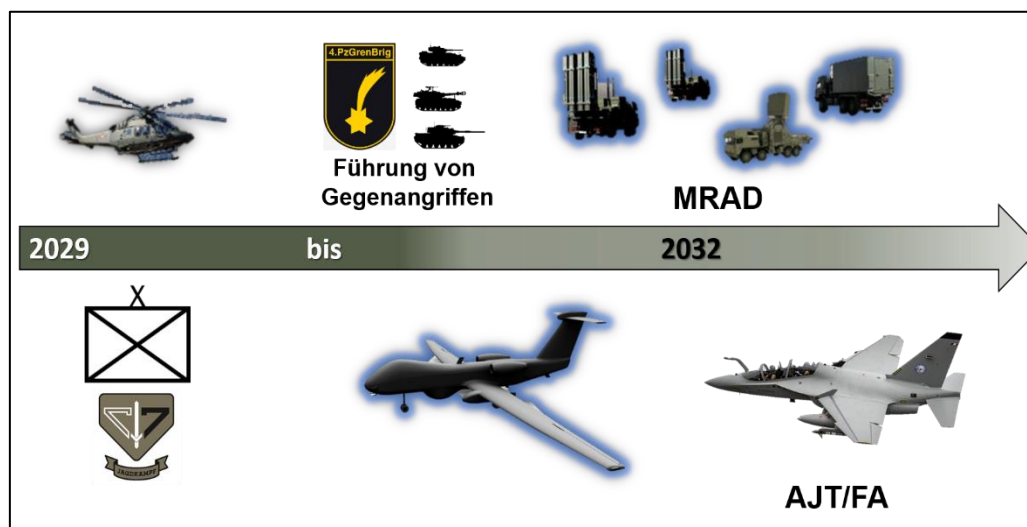 4.PzGrenBrig
Führung von
Gegenangriffen
MRAD
2029 bis 2032
X
JAGDKAMPF
AJT/FA